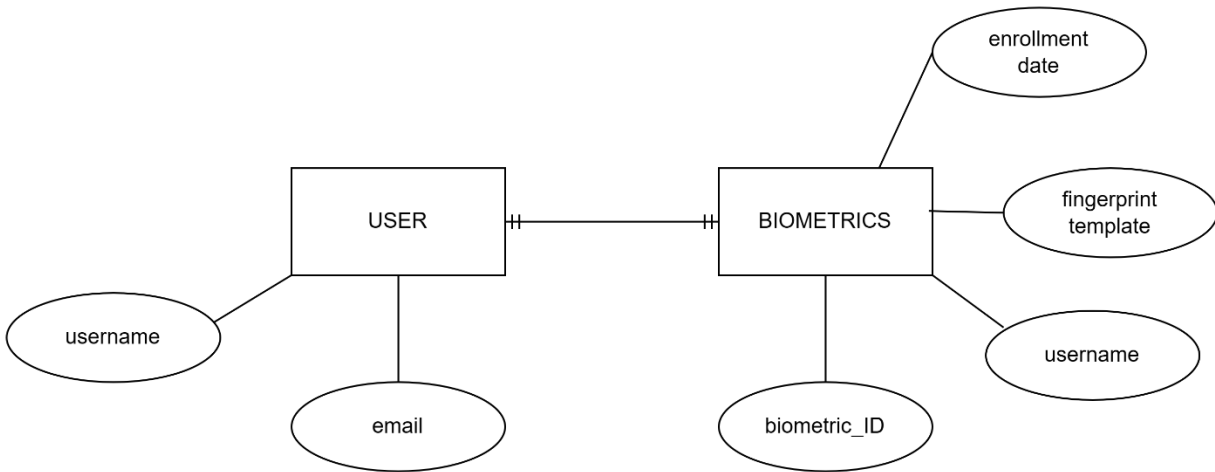 enrollment
date
USER
BIOMETRICS
fingerprint
template
username
username
email
biometric_ID